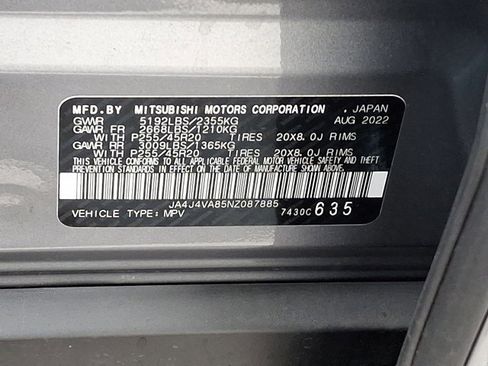 MFD.BY MITSUBISHI MOTORS CORPORATION . JAPAN
GVWR 5192LBS/2355KG AUG 2022
GAWR FR 2668LBS/1210KG
WITH P255/45R20 TIRES 20X8.0J RIMS
GAWR RR 3009LBS/1365KG
WITH P255/45R20 TIRES 20X8.0J RIMS
THIS VEHICLE CONFORMS TO ALL APPLICABLE FEDERAL MOTOR VEHICLE SAFETY AND THEFT
PREVENTION STANDARDS IN EFFECT ON THE DATE OF MANUFACTURE SHOWN ABOVE.
JA4J4VA85NZ087885
VEHICLE TYPE: MPV 7430C 635